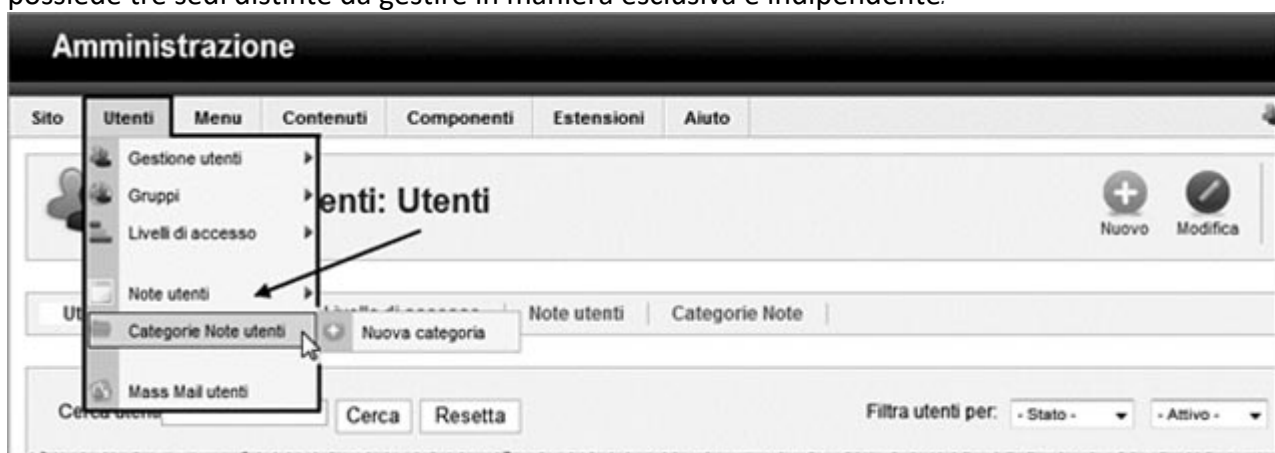 possiede tre sedi distinte da gestire in maniera esclusiva e indipendente.
Amministrazione
Sito Utenti Menu Contenuti Componenti Estensioni Aiuto
Gestione utenti
Gruppi
enti: Utenti
Livelli di accesso
Nuovo Modifica
Note utenti
Ut Note utenti Categorie Note
Categorie Note utenti Nuova categoria
Mass Mail utenti
Cerca Resetta Filtra utenti per: - Stato - - Attivo -